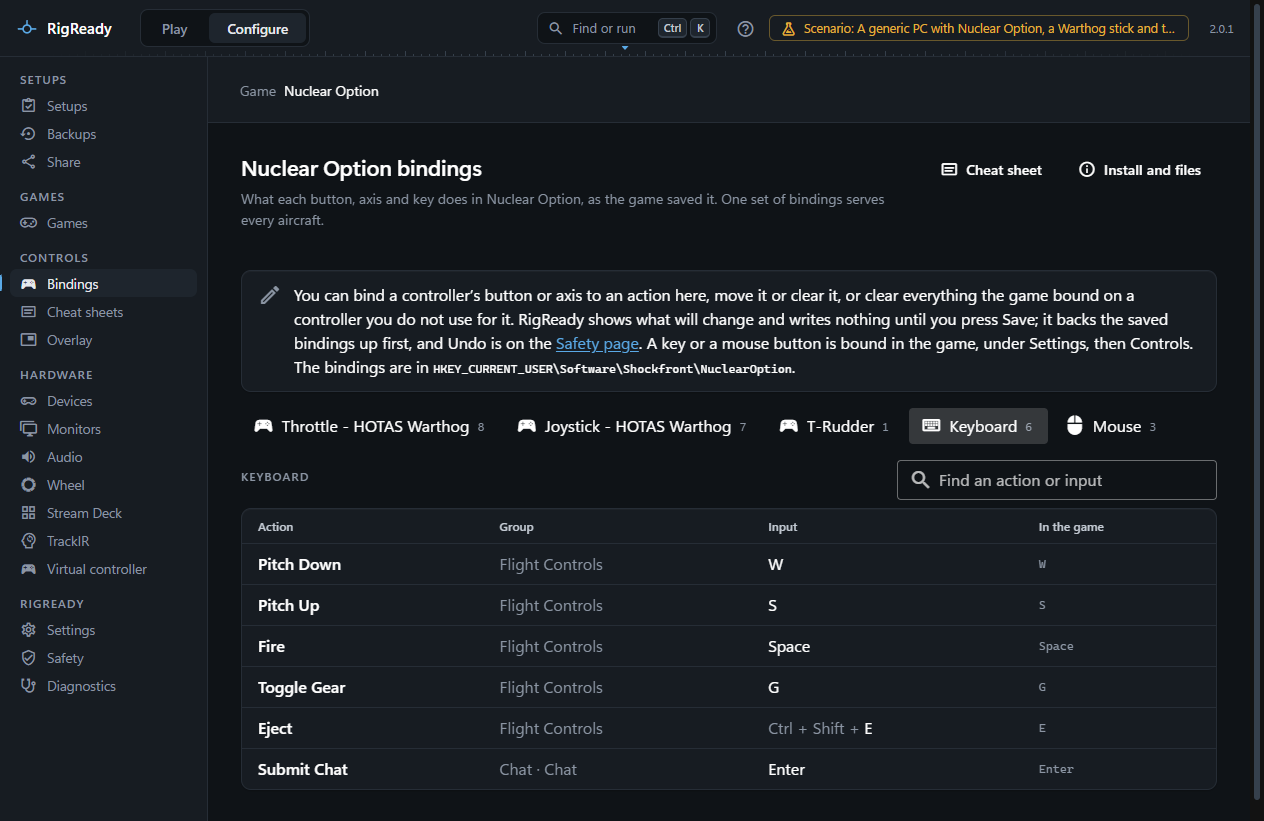 RigReady
Play
Configure
Find or run
Ctrl
K
Scenario: A generic PC with Nuclear Option, a Warthog stick and t...
2.0.1
SETUPS
Setups
Backups
Share
GAMES
Games
CONTROLS
Bindings
Cheat sheets
Overlay
HARDWARE
Devices
Monitors
Audio
Wheel
Stream Deck
TrackIR
Virtual controller
RIGREADY
Settings
Safety
Diagnostics
Game Nuclear Option
Nuclear Option bindings
Cheat sheet
Install and files
What each button, axis and key does in Nuclear Option, as the game saved it. One set of bindings serves
every aircraft.
You can bind a controller’s button or axis to an action here, move it or clear it, or clear everything the game bound on a
controller you do not use for it. RigReady shows what will change and writes nothing until you press Save; it backs the saved
bindings up first, and Undo is on the Safety page. A key or a mouse button is bound in the game, under Settings, then Controls.
The bindings are in HKEY_CURRENT_USER\Software\Shockfront\NuclearOption.
Throttle - HOTAS Warthog 8
Joystick - HOTAS Warthog 7
T-Rudder 1
Keyboard 6
Mouse 3
KEYBOARD
Find an action or input
Action Group Input In the game
Pitch Down Flight Controls W W
Pitch Up Flight Controls S S
Fire Flight Controls Space Space
Toggle Gear Flight Controls G G
Eject Flight Controls Ctrl + Shift + E E
Submit Chat Chat · Chat Enter Enter